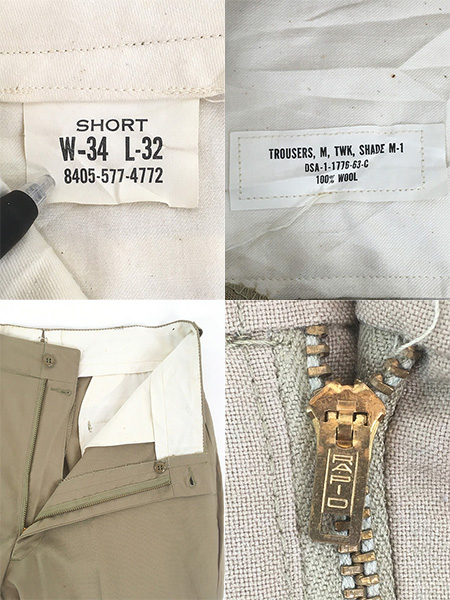 SHORT
W-34 L-32
8405-577-4772
TROUSERS, M, TWK, SHADE M-1
DSA-1-1776-63-C
100% WOOL
RAPID